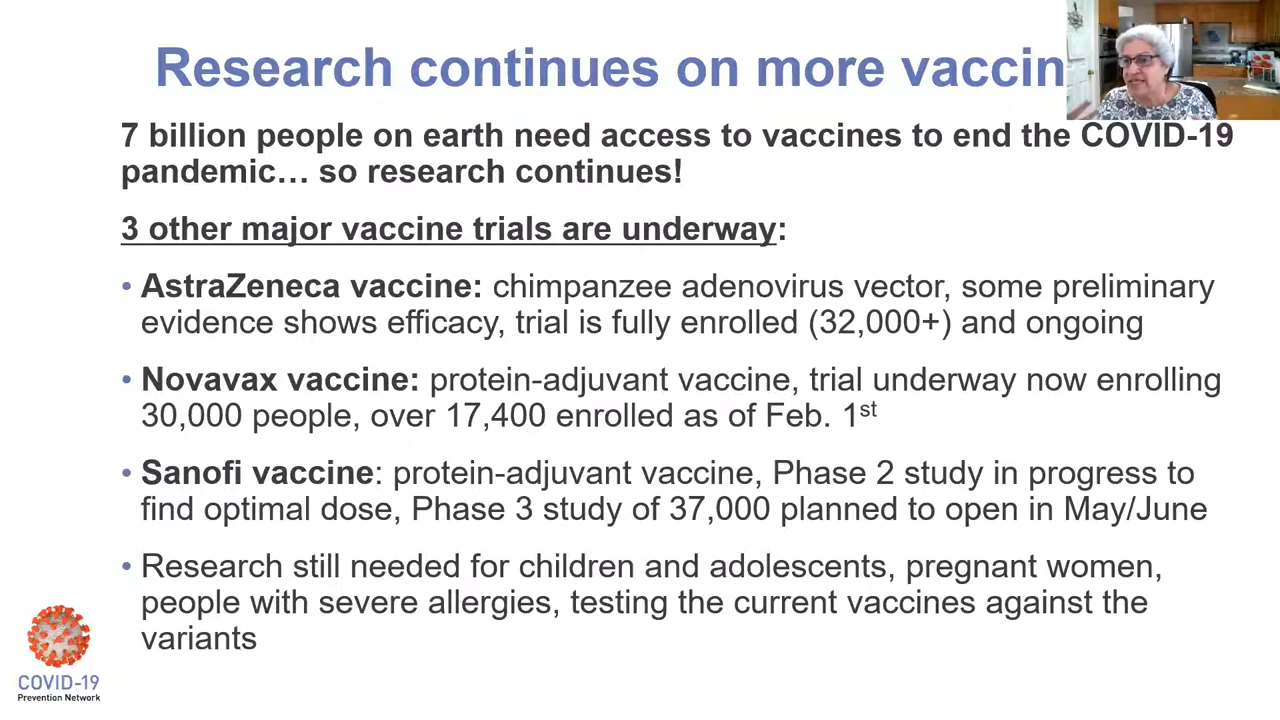 Research continues on more vaccin
7 billion people on earth need access to vaccines to end the COVID-19
pandemic… so research continues!
3 other major vaccine trials are underway:
• AstraZeneca vaccine: chimpanzee adenovirus vector, some preliminary
evidence shows efficacy, trial is fully enrolled (32,000+) and ongoing
• Novavax vaccine: protein-adjuvant vaccine, trial underway now enrolling
30,000 people, over 17,400 enrolled as of Feb. 1st
• Sanofi vaccine: protein-adjuvant vaccine, Phase 2 study in progress to
find optimal dose, Phase 3 study of 37,000 planned to open in May/June
• Research still needed for children and adolescents, pregnant women,
people with severe allergies, testing the current vaccines against the
variants
COVID-19
Prevention Network